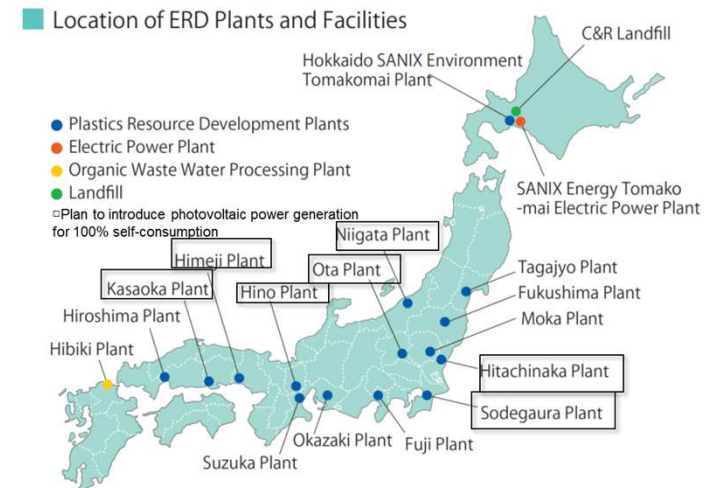 Location of ERD Plants and Facilities
C&R Landfill
Hokkaido SANIX Environment
Tomakomai Plant
Plastics Resource Development Plants
Electric Power Plant
Organic Waste Water Processing Plant
Landfill
□Plan to introduce photovoltaic power generation
for 100% self-consumption
SANIX Energy Tomako
-mai Electric Power Plant
Niigata Plant
Himeji Plant
Ota Plant
Tagajyo Plant
Kasaoka Plant
Hino Plant
Fukushima Plant
Hiroshima Plant
Moka Plant
Hibiki Plant
Hitachinaka Plant
Sodegaura Plant
Okazaki Plant
Fuji Plant
Suzuka Plant